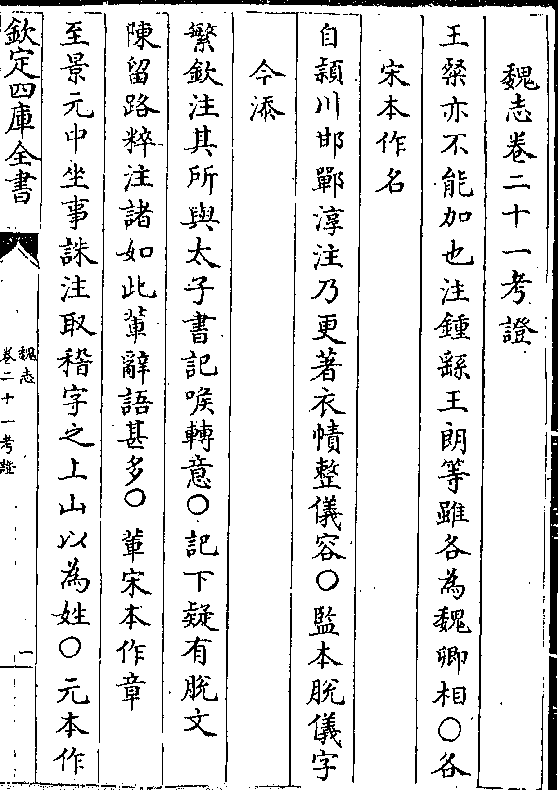 魏志卷二十一考證
王粲亦不能加也注鍾繇王朗等雖各為魏卿相○各
宋本作名
自潁川邯鄲淳注乃更著衣幘整儀容○監本脫儀字
今添
繁欽注其所與太子書記喉轉意○記下疑有脫文
陳留路粹注諸如此輩辭語甚多○輩宋本作章
至景元中坐事誅注取稽字之上山以為姓○元本作
欽定四庫全書
魏志
卷二十一考證
一